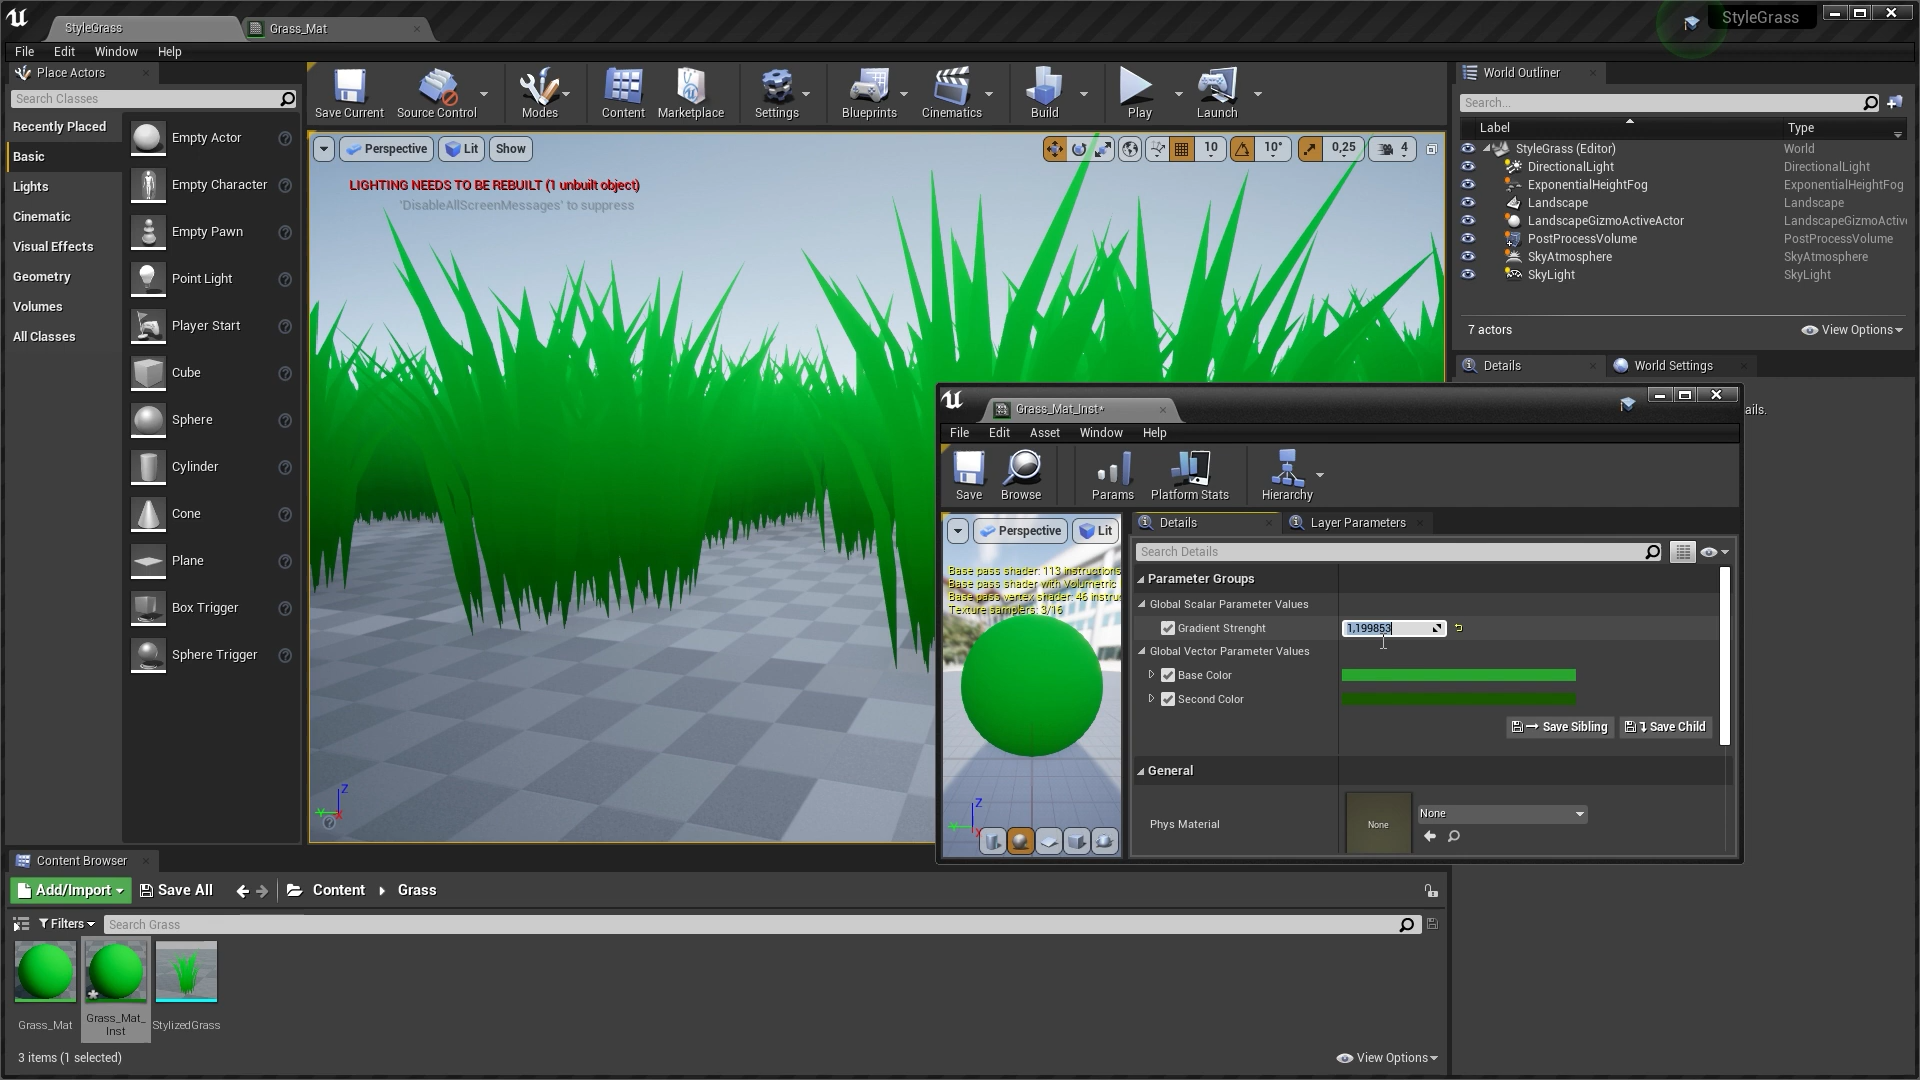 StyleGrass
Grass_Mat
StyleGrass
File Edit Window Help
Place Actors
Search Classes
Recently Placed
Basic
Lights
Cinematic
Visual Effects
Geometry
Volumes
All Classes
Empty Actor
Empty Character
Empty Pawn
Point Light
Player Start
Cube
Sphere
Cylinder
Cone
Plane
Box Trigger
Sphere Trigger
Save Current Source Control Modes Content Marketplace Settings Blueprints Cinematics Build Play Launch
Perspective Lit Show
10 10° 0,25 4
LIGHTING NEEDS TO BE REBUILT (1 unbuilt object)
'DisableAllScreenMessages' to suppress
Z
Y
X
World Outliner
Search...
Label Type
StyleGrass (Editor) World
DirectionalLight DirectionalLight
ExponentialHeightFog ExponentialHeightFog
Landscape Landscape
LandscapeGizmoActiveActor LandscapeGizmoActiv
PostProcessVolume PostProcessVolume
SkyAtmosphere SkyAtmosphere
SkyLight SkyLight
7 actors View Options
Details World Settings
ails.
Grass_Mat_Inst*
File Edit Asset Window Help
Save Browse Params Platform Stats Hierarchy
Perspective Lit
Base pass shader: 113 instructions
Base pass shader with Volumetric
Base pass vertex shader: 46 instru
Texture samplers: 3/16
Z
Y
X
Details Layer Parameters
Search Details
Parameter Groups
Global Scalar Parameter Values
Gradient Strenght 1,199853
Global Vector Parameter Values
Base Color
Second Color
Save Sibling Save Child
General
Phys Material None None
Content Browser
Add/Import Save All Content Grass
Filters Search Grass
Grass_Mat
Grass_Mat_
Inst
StylizedGrass
3 items (1 selected) View Options